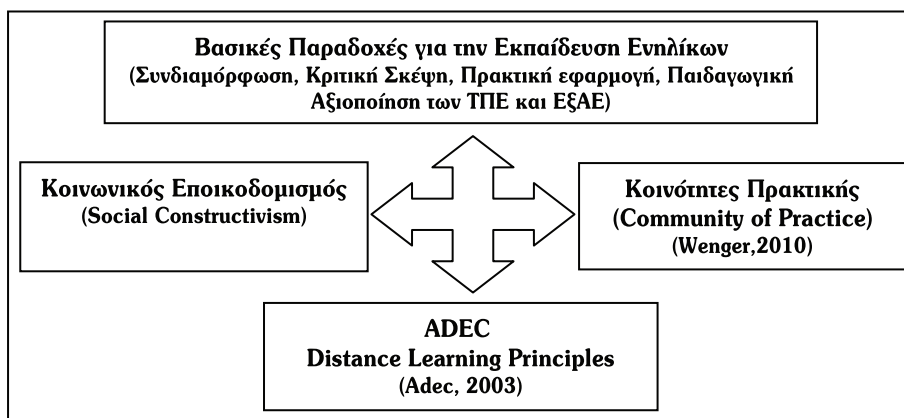 Βασικές Παραδοχές για την Εκπαίδευση Ενηλίκων
(Συνδιαμόρφωση, Κριτική Σκέψη, Πρακτική εφαρμογή, Παιδαγωγική
Αξιοποίηση των ΤΠΕ και ΕξΑΕ)
Κοινωνικός Εποικοδομισμός
(Social Constructivism)
Κοινότητες Πρακτικής
(Community of Practice)
(Wenger,2010)
ADEC
Distance Learning Principles
(Adec, 2003)